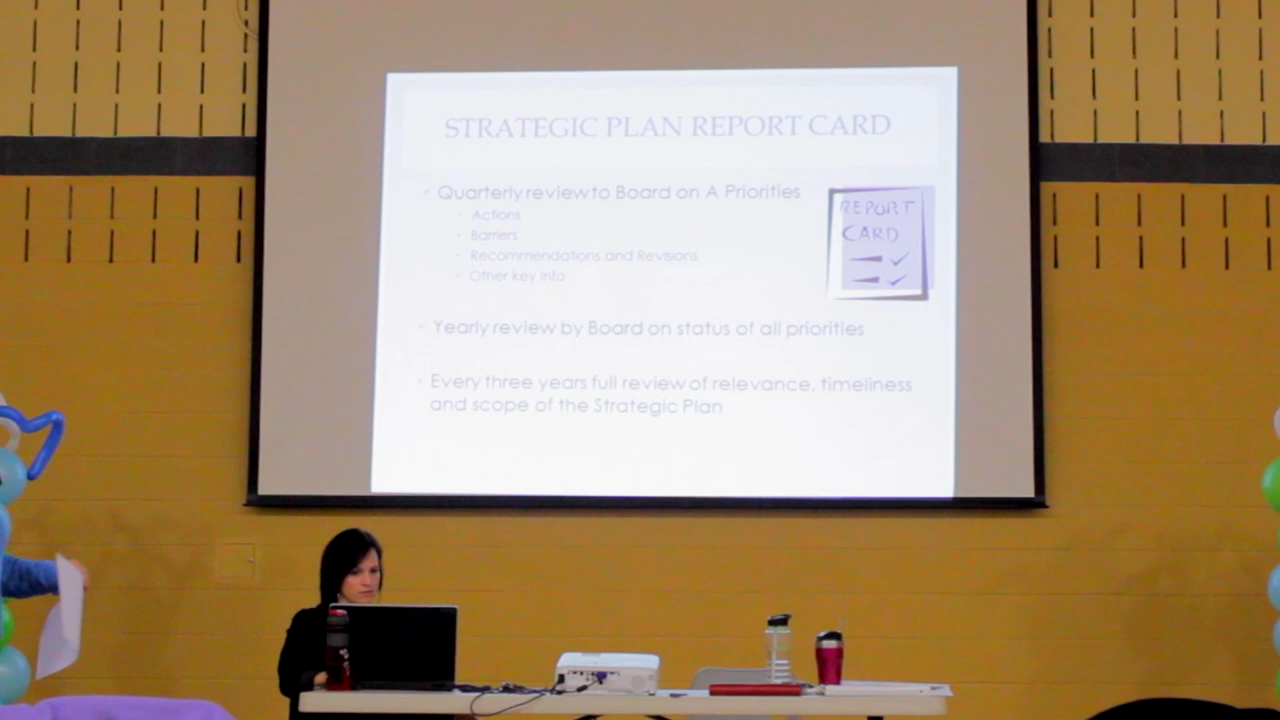 STRATEGIC PLAN REPORT CARD
Quarterly review to Board on A Priorities
Actions
Barriers
Recommendations and Revisions
Other key info
REPORT
CARD
Yearly review by Board on status of all priorities
Every three years full review of relevance, timeliness
and scope of the Strategic Plan